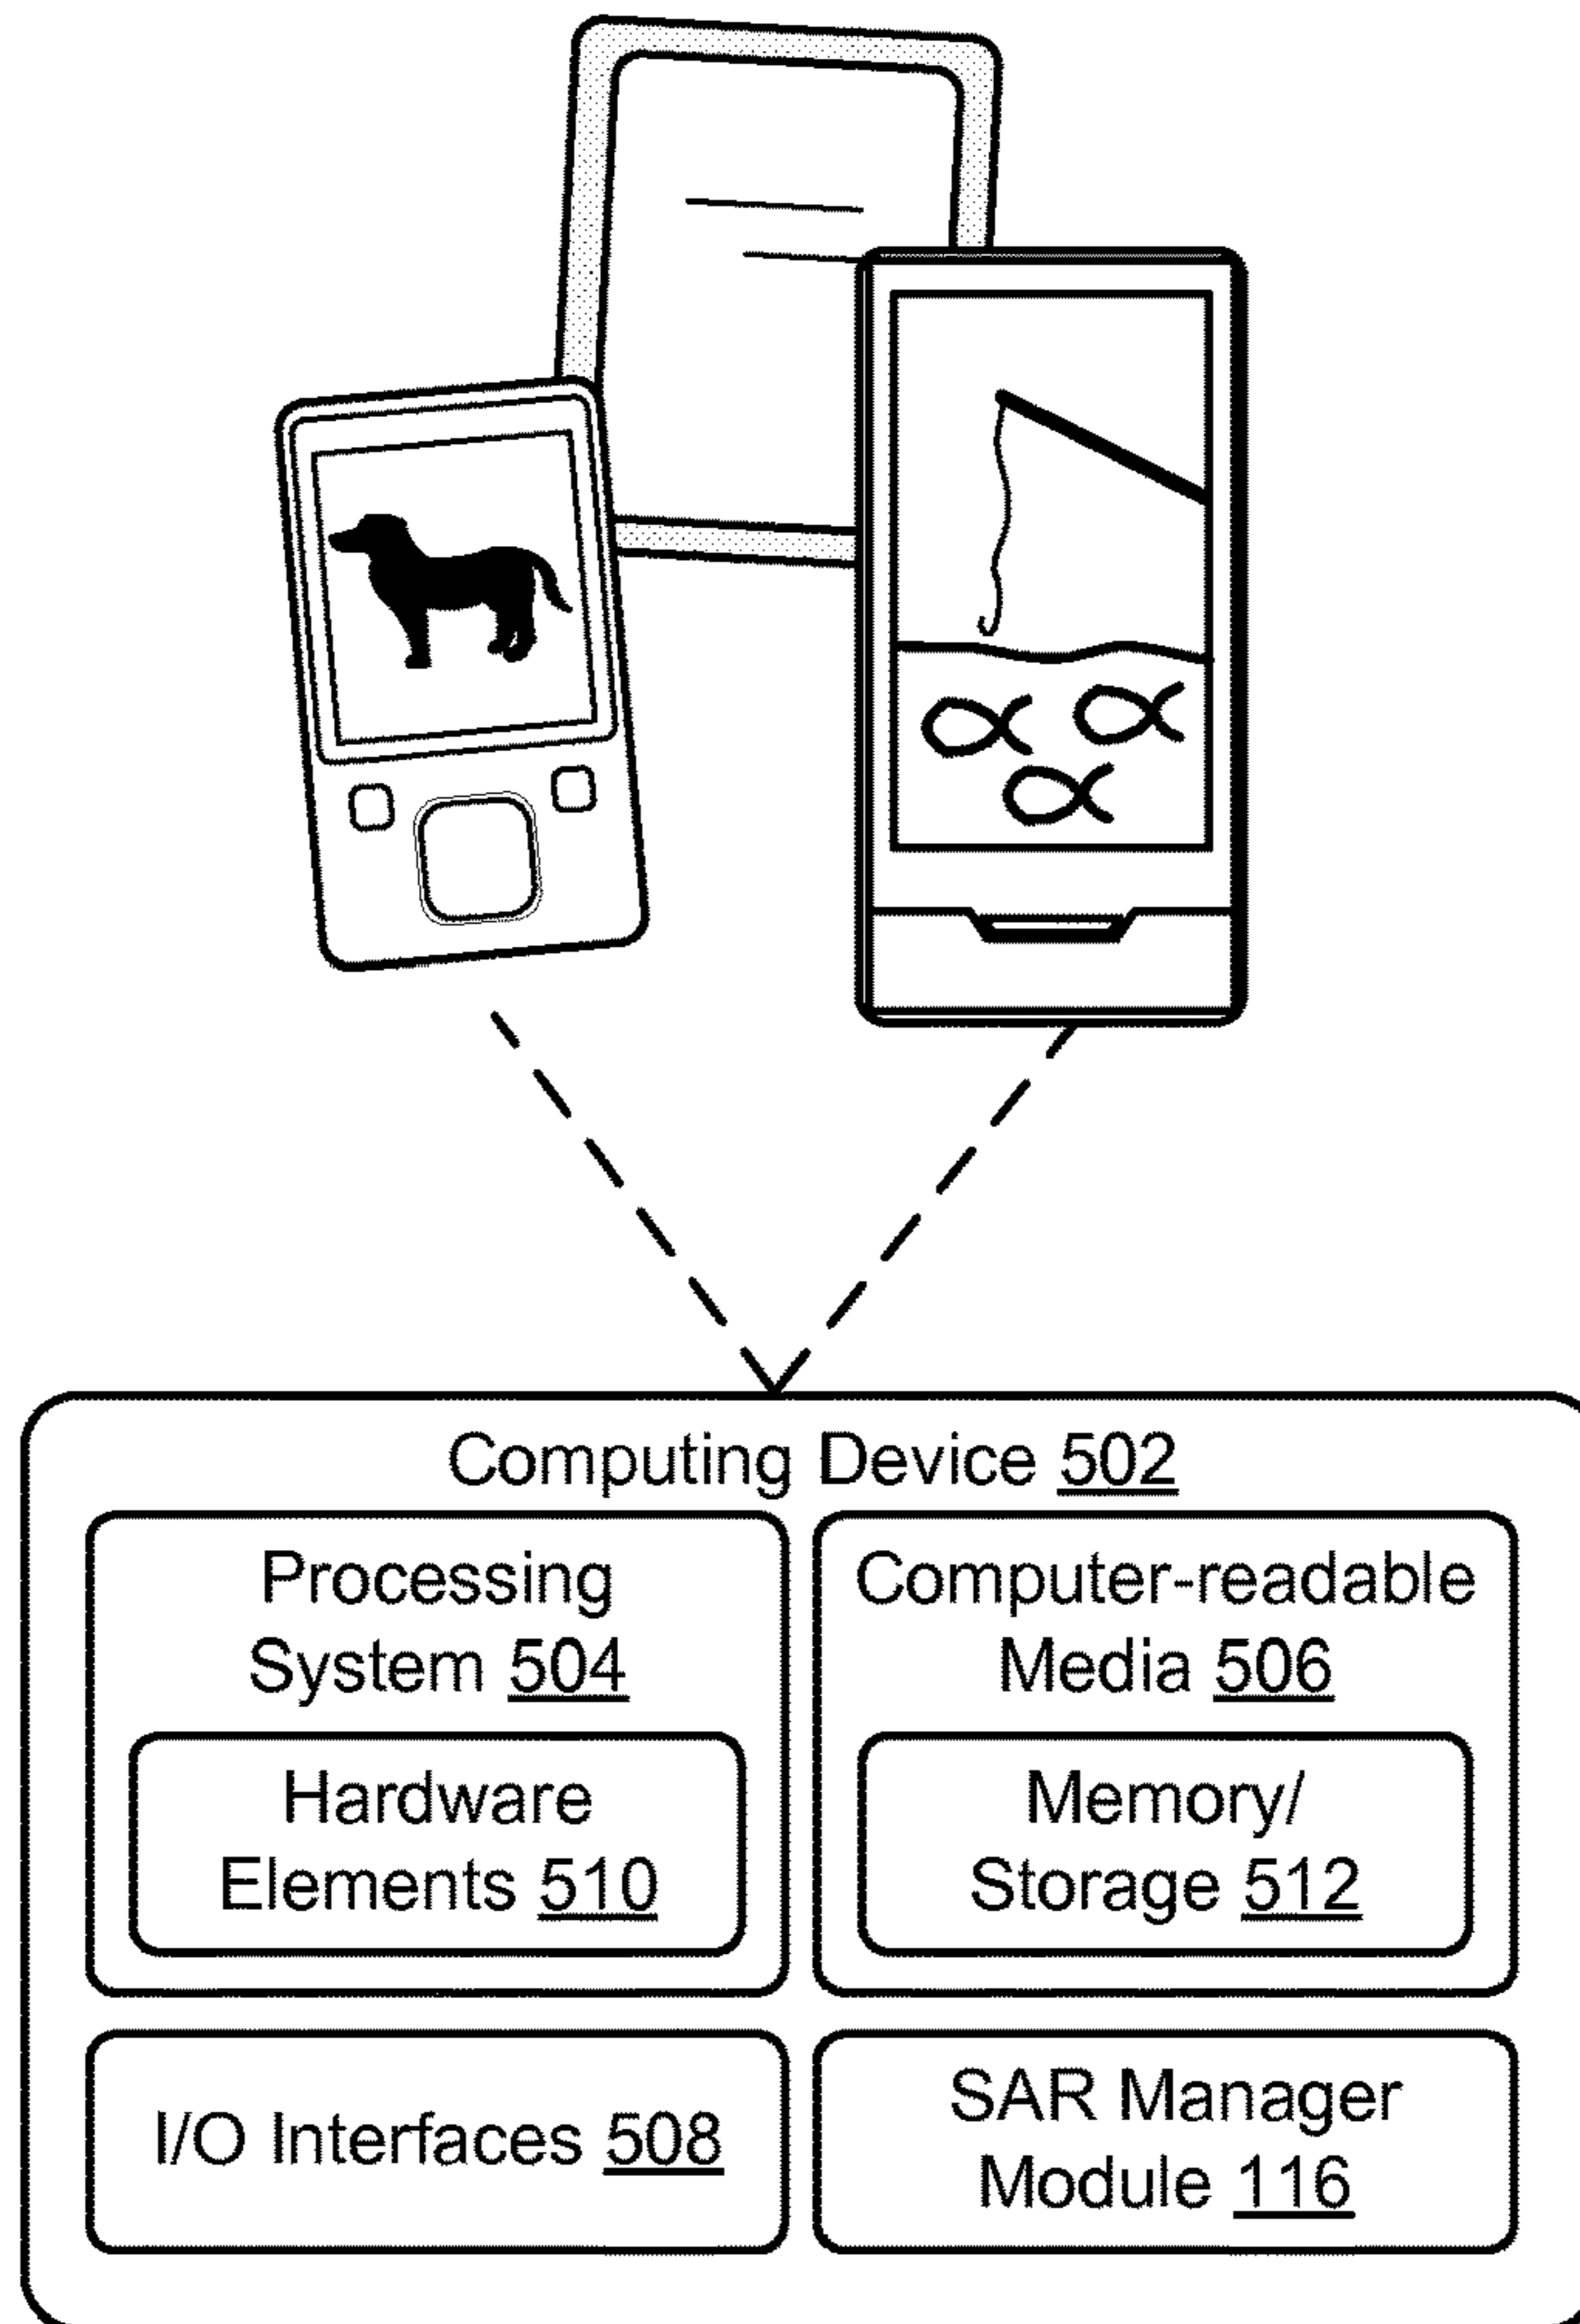 Computing Device 502
Processing
System 504
Hardware
Elements 510
Computer-readable
Media 506
Memory/
Storage 512
I/O Interfaces 508
SAR Manager
Module 116